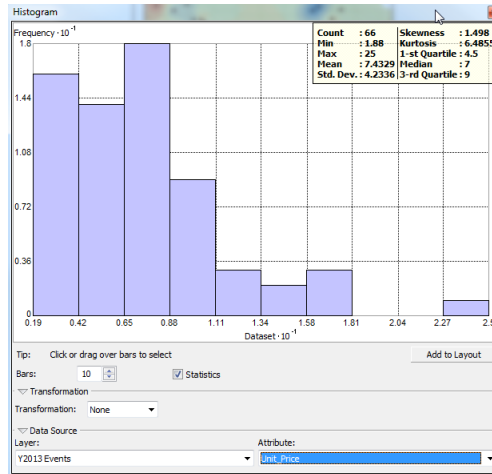 Histogram
Frequency · 10⁻¹
Count : 66 Skewness : 1.498
Min : 1.88 Kurtosis : 6.4855
Max : 25 1-st Quartile : 4.5
Mean : 7.4329 Median : 7
Std. Dev. : 4.2336 3-rd Quartile : 9
1.8
1.44
1.08
0.72
0.36
0
0.19 0.42 0.65 0.88 1.11 1.34 1.58 1.81 2.04 2.27 2.5
Dataset · 10⁻¹
Tip: Click or drag over bars to select Add to Layout
Bars: 10 Statistics
Transformation
Transformation: None
Data Source
Layer: Attribute:
Y2013 Events Unit_Price